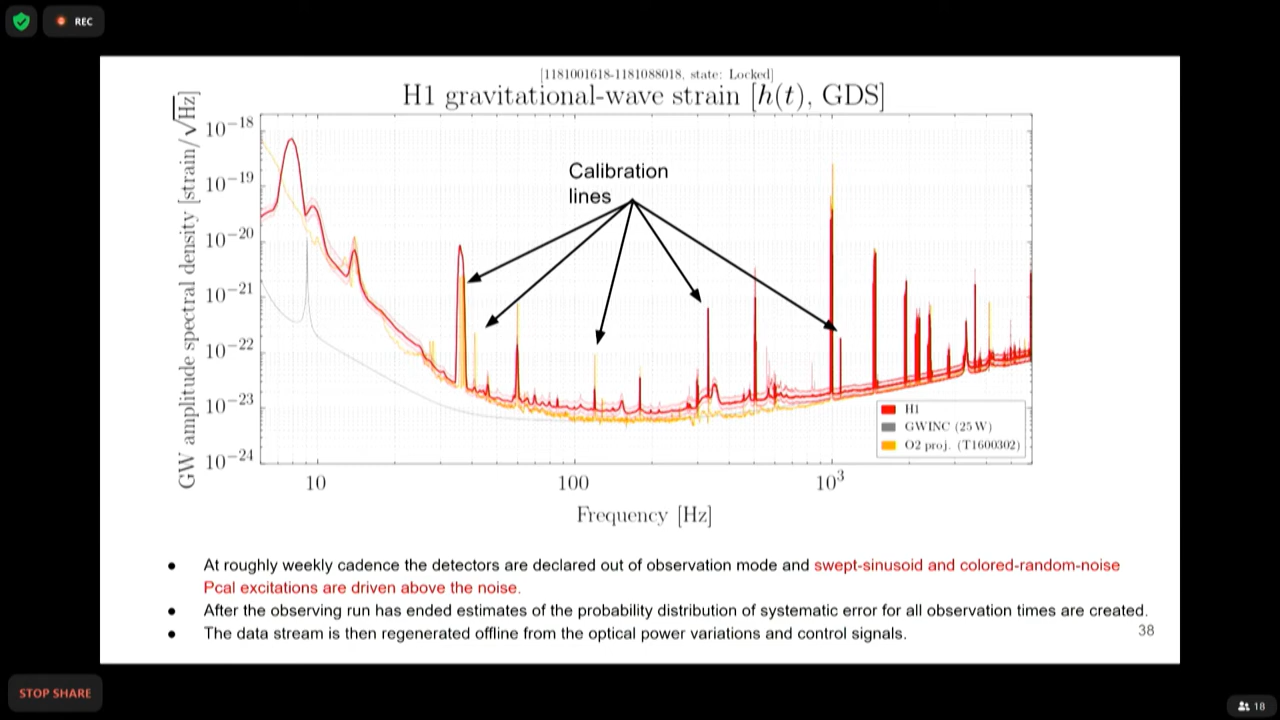 REC
[1181001618-1181088018, state: Locked]
H1 gravitational-wave strain [h(t), GDS]
GW amplitude spectral density [strain/√Hz]
10⁻¹⁸
10⁻¹⁹
10⁻²⁰
10⁻²¹
10⁻²²
10⁻²³
10⁻²⁴
Calibration
lines
H1
GWINC (25 W)
O2 proj. (T1600302)
10
100
10³
Frequency [Hz]
● At roughly weekly cadence the detectors are declared out of observation mode and swept-sinusoid and colored-random-noise
Pcal excitations are driven above the noise.
● After the observing run has ended estimates of the probability distribution of systematic error for all observation times are created.
● The data stream is then regenerated offline from the optical power variations and control signals.
38
STOP SHARE
18